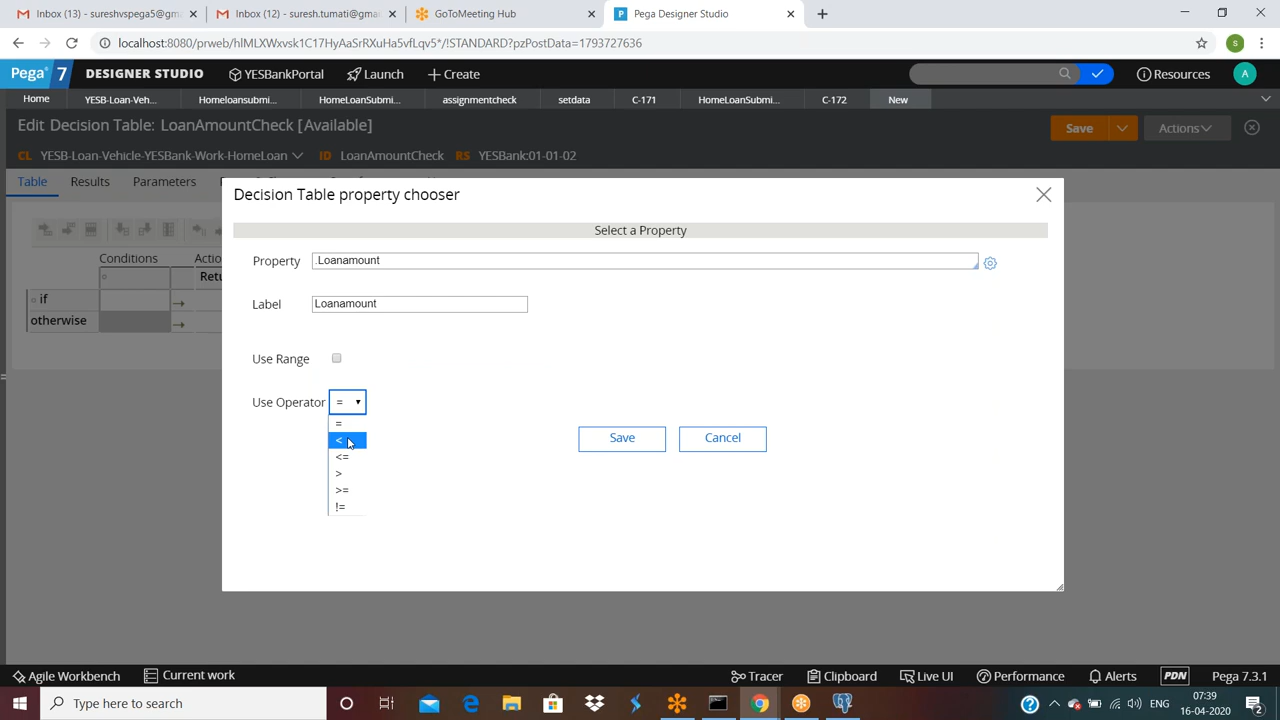 Inbox (13) - sureshvspega5@gma
Inbox (12) - suresh.tumati@gmai
GoToMeeting Hub
Pega Designer Studio
localhost:8080/prweb/hlMLXWxvsk1C17HyAaSrRXuHa5vfLqv5*/!STANDARD?pzPostData=1793727636
S
Pega 7 DESIGNER STUDIO YESBankPortal Launch Create Resources A
Home YESB-Loan-Veh... Homeloansubmi... HomeLoanSubmi... assignmentcheck setdata C-171 HomeLoanSubmi... C-172 New
Edit Decision Table: LoanAmountCheck [Available] Save Actions
CL YESB-Loan-Vehicle-YESBank-Work-HomeLoan ID LoanAmountCheck RS YESBank:01-01-02
Table Results Parameters
Decision Table property chooser
Select a Property
Conditions
Property .Loanamount
if
Label Loanamount
otherwise
Use Range
Use Operator =
=
<
<=
>
>=
!=
Save Cancel
Agile Workbench Current work Tracer Clipboard Live UI Performance Alerts PDN Pega 7.3.1
Type here to search
ENG
07:39
16-04-2020
2